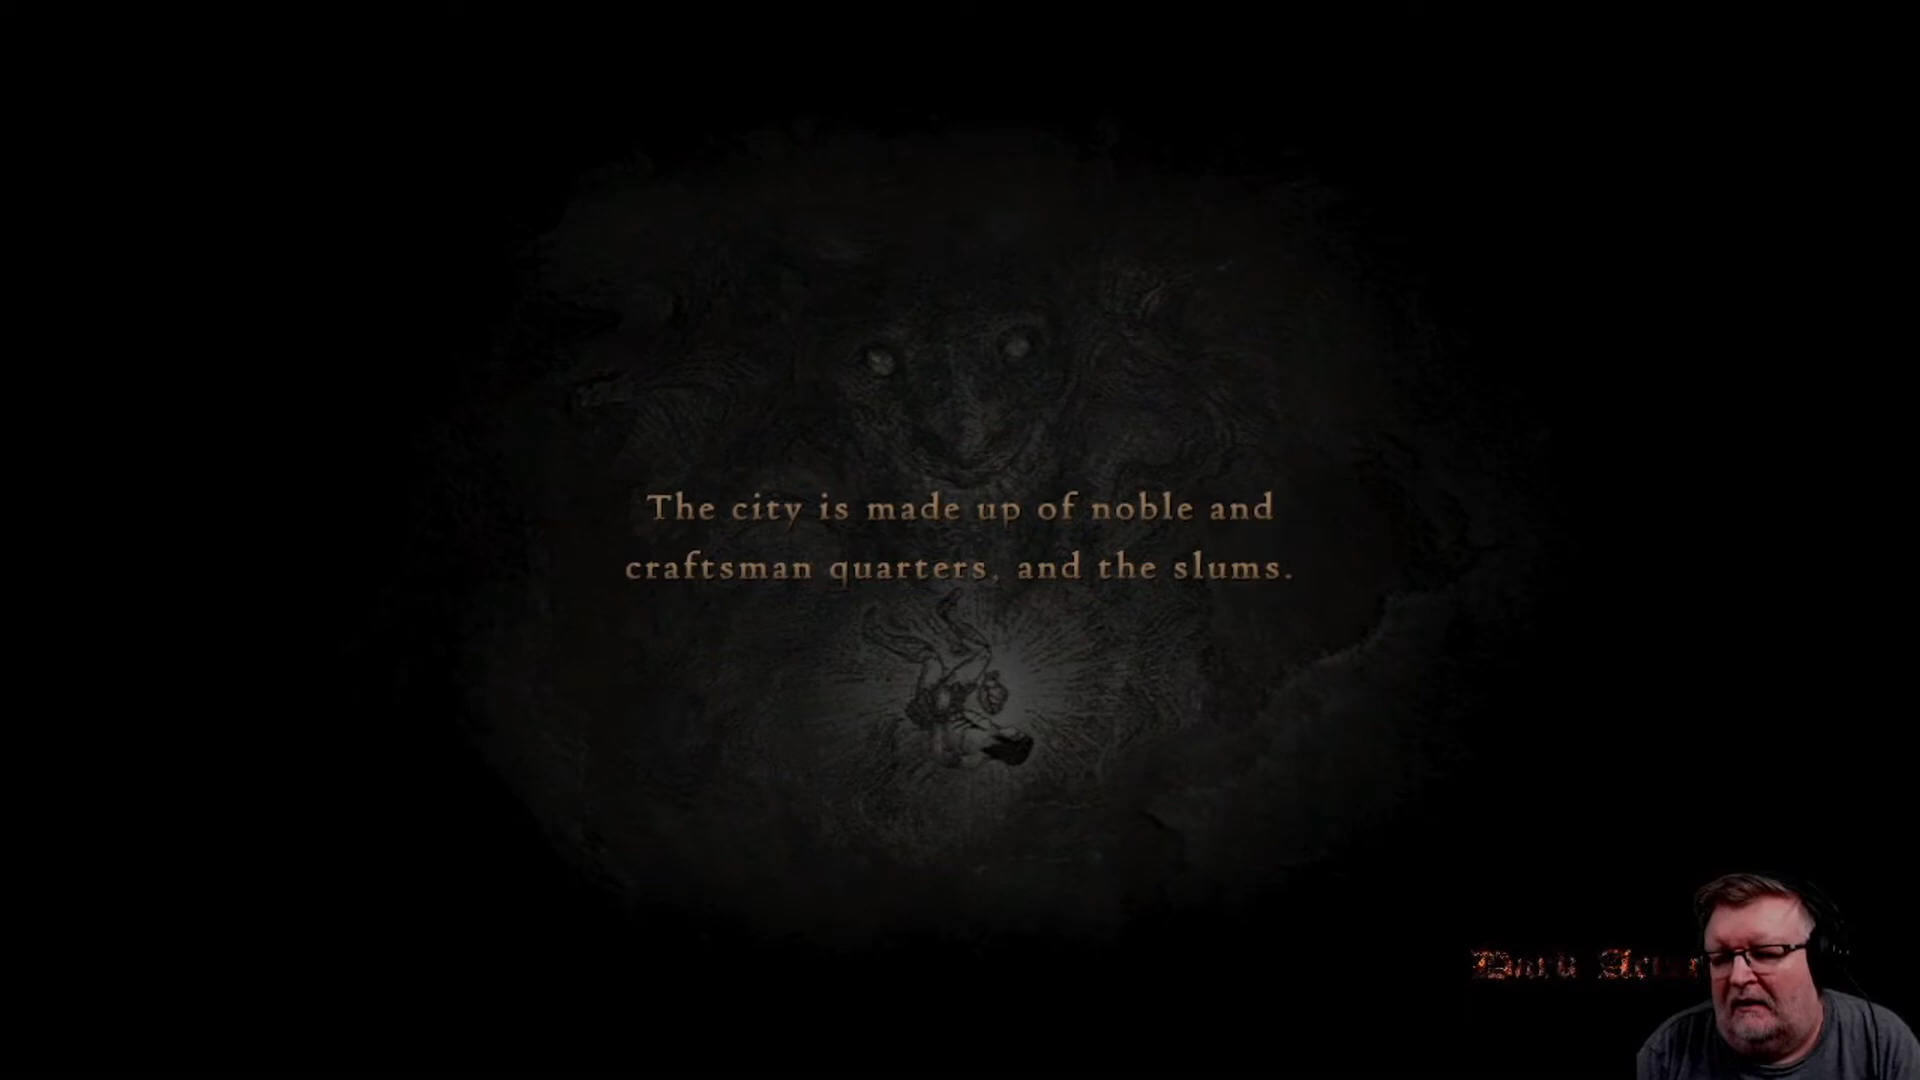 The city is made up of noble and
craftsman quarters, and the slums.